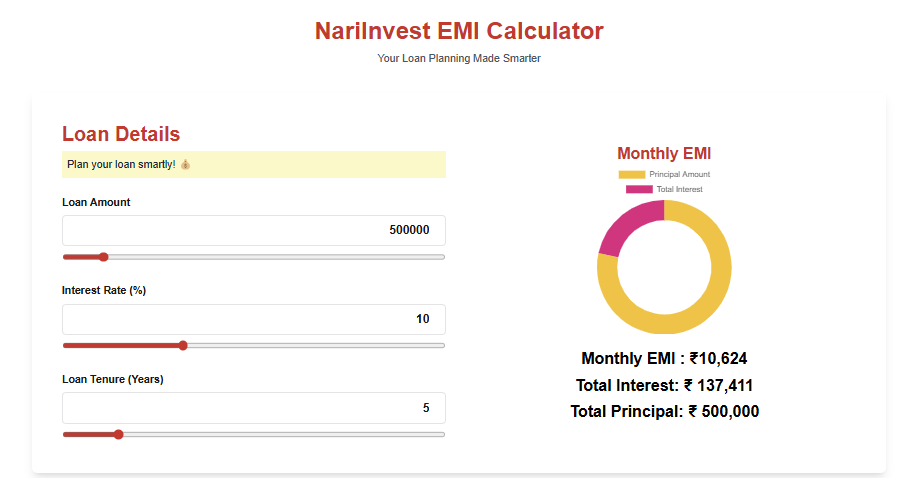 NariInvest EMI Calculator
Your Loan Planning Made Smarter
Loan Details
Plan your loan smartly! 💰
Loan Amount
500000
Interest Rate (%)
10
Loan Tenure (Years)
5
Monthly EMI
Principal Amount
Total Interest
Monthly EMI : ₹10,624
Total Interest: ₹ 137,411
Total Principal: ₹ 500,000